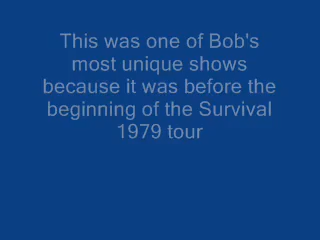 This was one of Bob's
most unique shows
because it was before the
beginning of the Survival
1979 tour